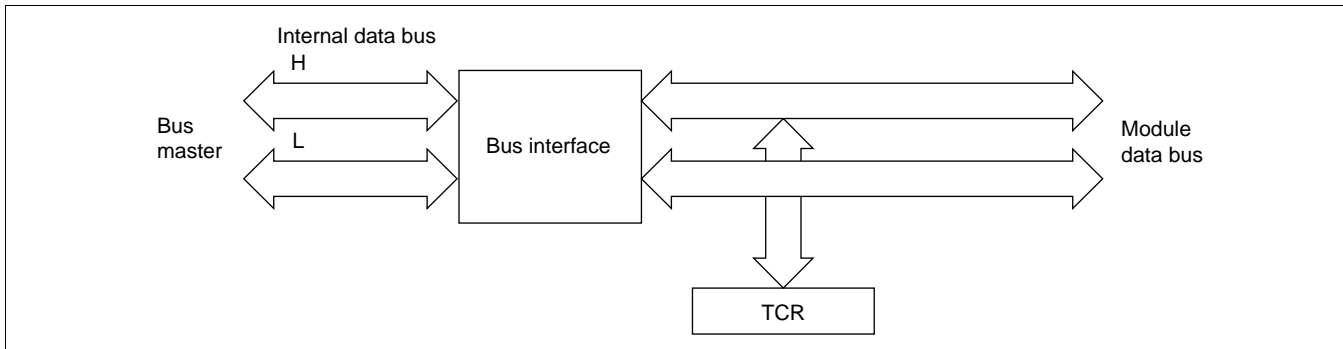 Internal data bus
H
Bus
master
L
Bus interface
Module
data bus
TCR